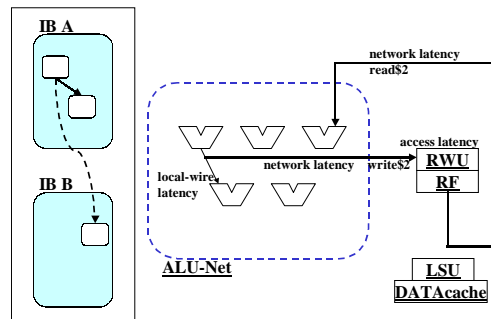 IB A
network latency
read$2
access latency
network latency
write$2
RWU
RF
local-wire
latency
IB B
ALU-Net
LSU
DATAcache